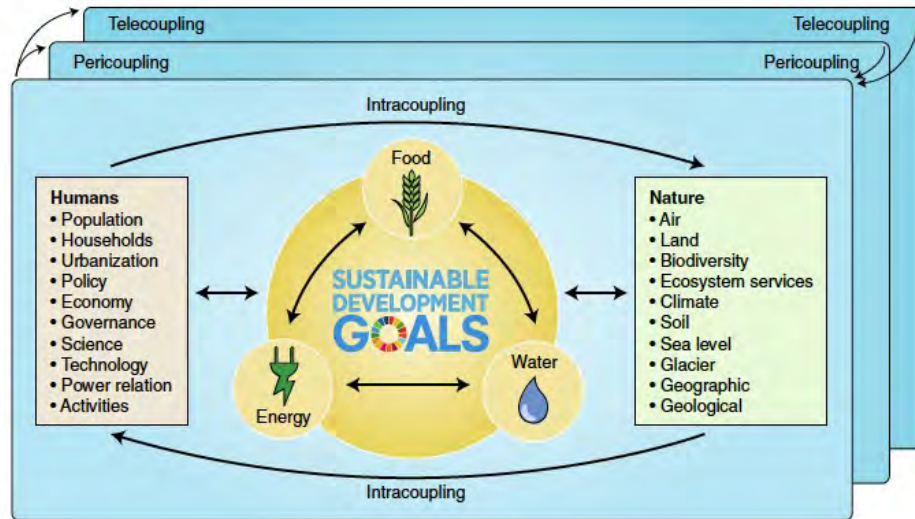 Telecoupling
Telecoupling
Pericoupling
Pericoupling
Intracoupling
Food
Humans
• Population
• Households
• Urbanization
• Policy
• Economy
• Governance
• Science
• Technology
• Power relation
• Activities
SUSTAINABLE
DEVELOPMENT
GOALS
Energy
Water
Nature
• Air
• Land
• Biodiversity
• Ecosystem services
• Climate
• Soil
• Sea level
• Glacier
• Geographic
• Geological
Intracoupling